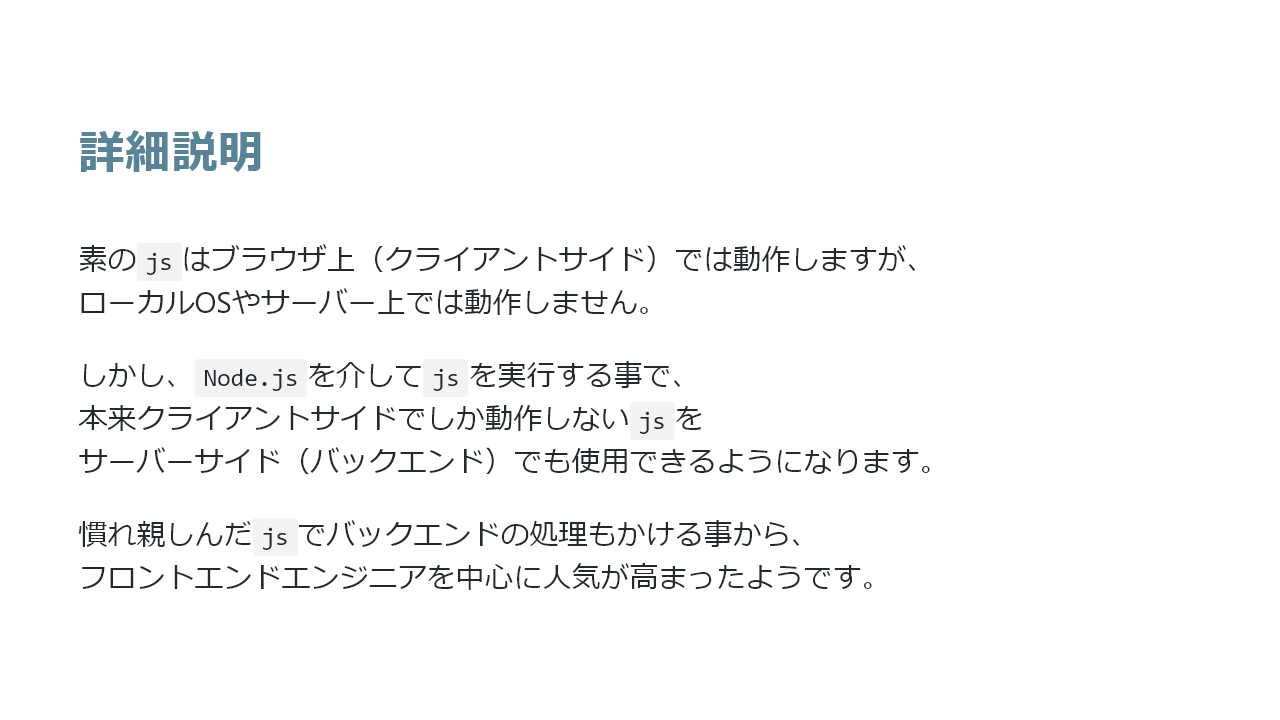 詳細説明
素のjsはブラウザ上（クライアントサイド）では動作しますが、
ローカルOSやサーバー上では動作しません。
しかし、Node.jsを介してjsを実行する事で、
本来クライアントサイドでしか動作しないjsを
サーバーサイド（バックエンド）でも使用できるようになります。
慣れ親しんだjsでバックエンドの処理もかける事から、
フロントエンドエンジニアを中心に人気が高まったようです。